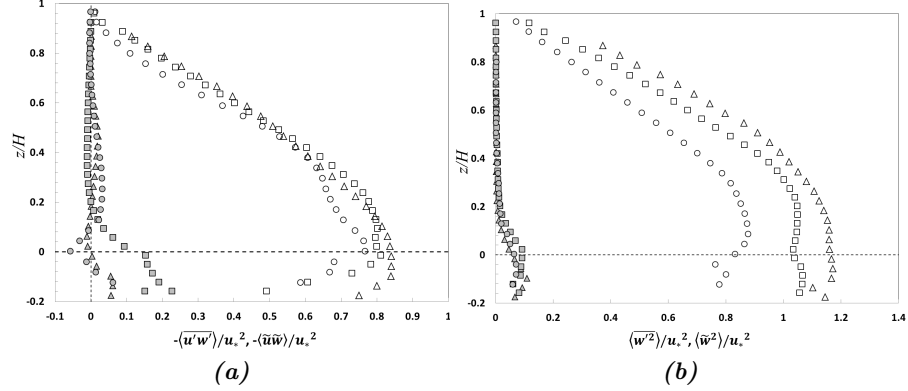 1
0.8
0.6
0.4
0.2
0
-0.2
z/H
-0.1 0 0.1 0.2 0.3 0.4 0.5 0.6 0.7 0.8 0.9 1
-⟨u′w′⟩/u*², -⟨ũw̃⟩/u*²
(a)
1
0.8
0.6
0.4
0.2
0
-0.2
z/H
0 0.2 0.4 0.6 0.8 1 1.2 1.4
⟨w′²⟩/u*², ⟨w̃²⟩/u*²
(b)